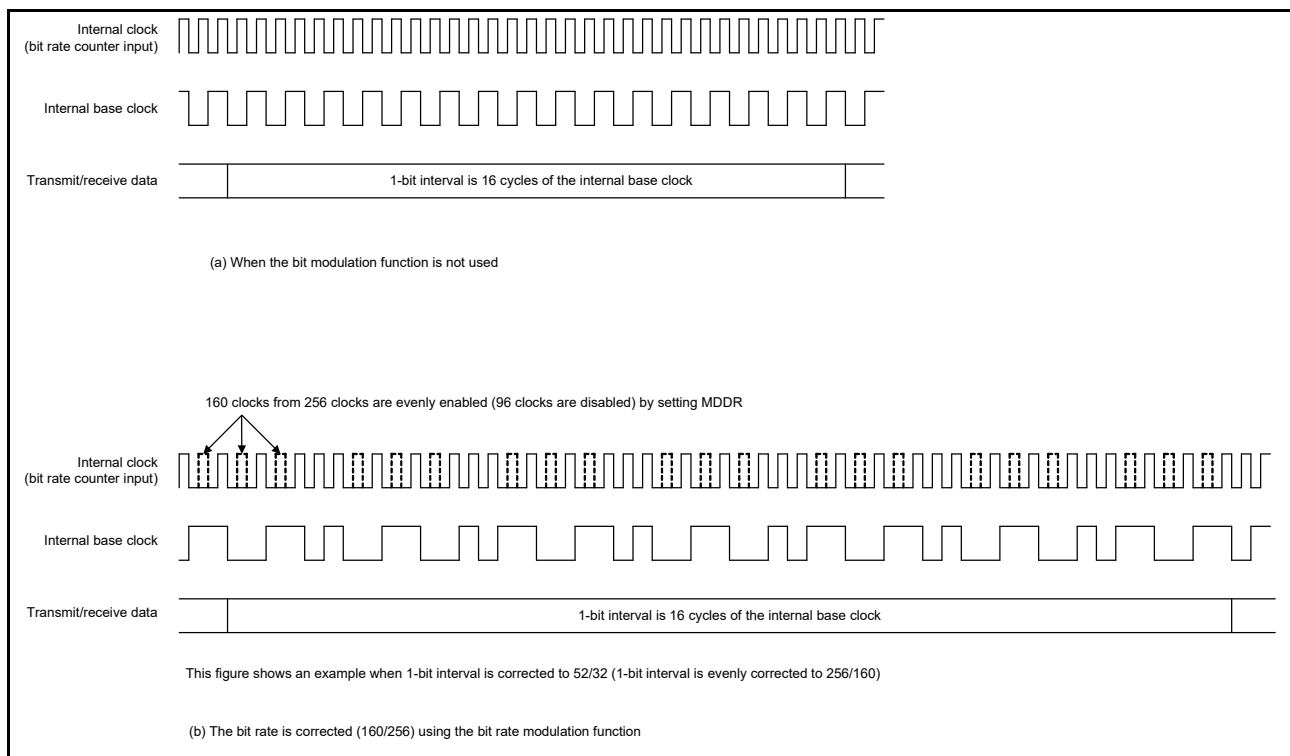 Internal clock
(bit rate counter input)
Internal base clock
Transmit/receive data
1-bit interval is 16 cycles of the internal base clock
(a) When the bit modulation function is not used
160 clocks from 256 clocks are evenly enabled (96 clocks are disabled) by setting MDDR
Internal clock
(bit rate counter input)
Internal base clock
Transmit/receive data
1-bit interval is 16 cycles of the internal base clock
This figure shows an example when 1-bit interval is corrected to 52/32 (1-bit interval is evenly corrected to 256/160)
(b) The bit rate is corrected (160/256) using the bit rate modulation function